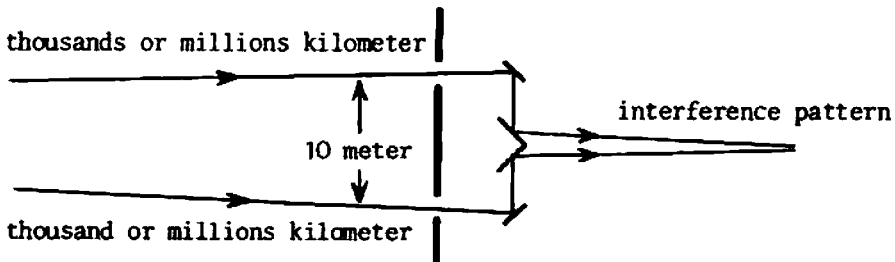 thousands or millions kilometer
interference pattern
10 meter
thousand or millions kilometer